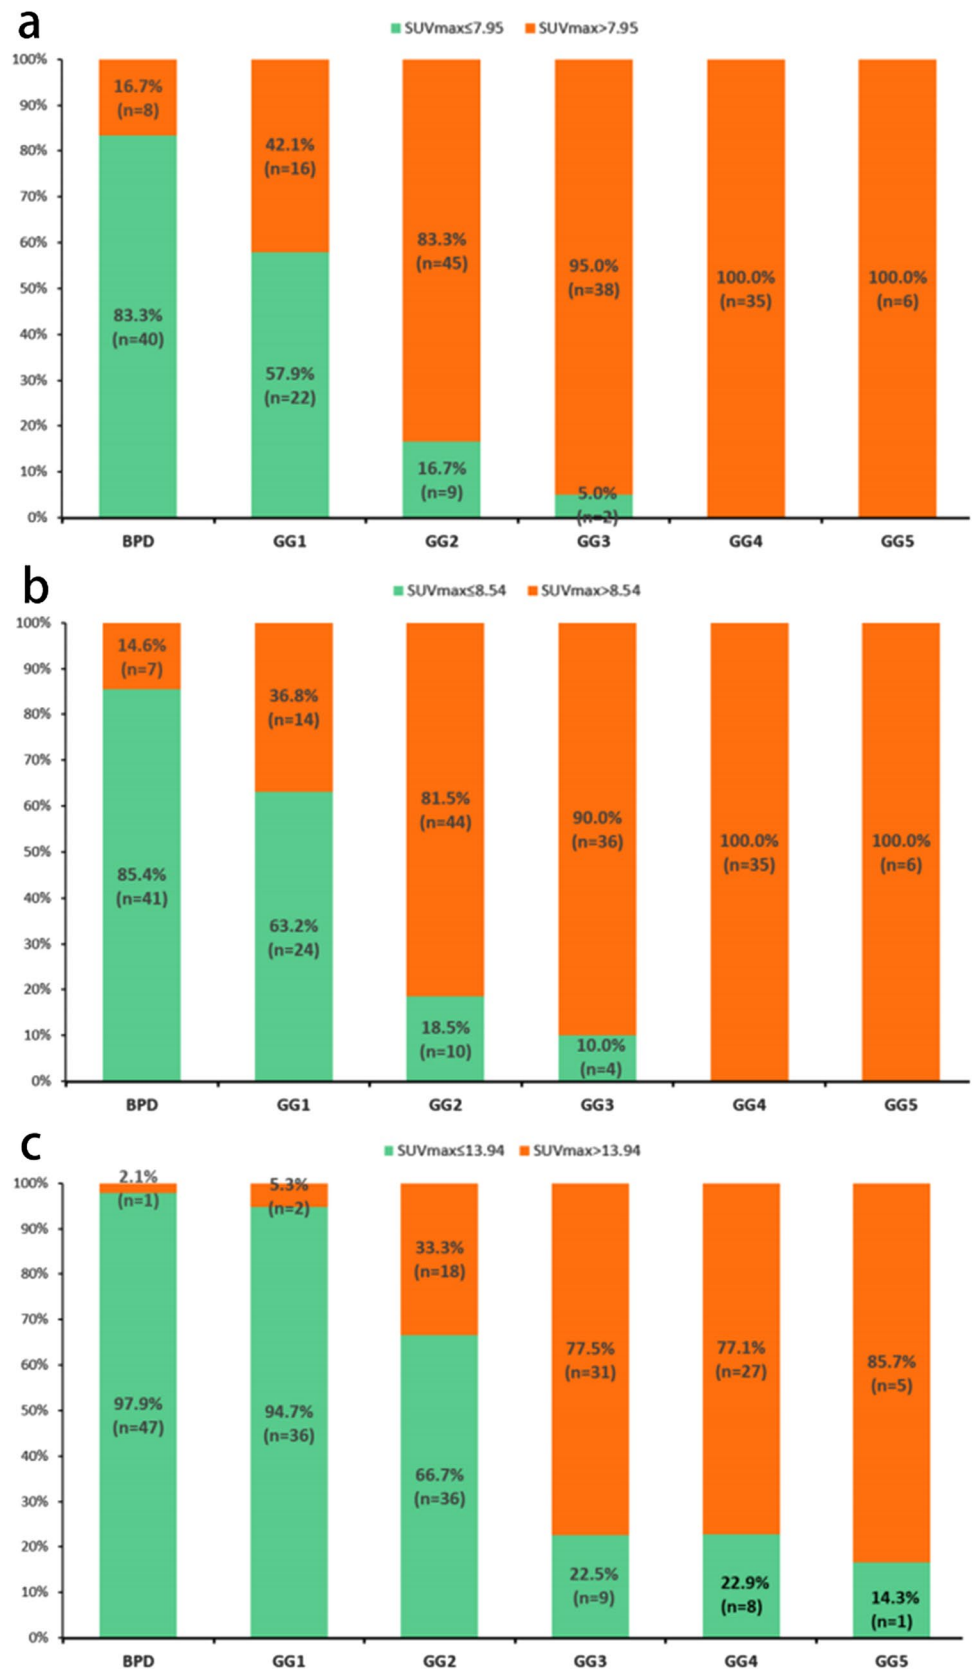 a
SUVmax≤7.95 SUVmax>7.95
100%
90%
80%
70%
60%
50%
40%
30%
20%
10%
0%
16.7%
(n=8)
83.3%
(n=40)
42.1%
(n=16)
57.9%
(n=22)
83.3%
(n=45)
16.7%
(n=9)
95.0%
(n=38)
5.0%
(n=2)
100.0%
(n=35)
100.0%
(n=6)
BPD GG1 GG2 GG3 GG4 GG5
b
SUVmax≤8.54 SUVmax>8.54
100%
90%
80%
70%
60%
50%
40%
30%
20%
10%
0%
14.6%
(n=7)
85.4%
(n=41)
36.8%
(n=14)
63.2%
(n=24)
81.5%
(n=44)
18.5%
(n=10)
90.0%
(n=36)
10.0%
(n=4)
100.0%
(n=35)
100.0%
(n=6)
BPD GG1 GG2 GG3 GG4 GG5
c
SUVmax≤13.94 SUVmax>13.94
100%
90%
80%
70%
60%
50%
40%
30%
20%
10%
0%
2.1%
(n=1)
97.9%
(n=47)
5.3%
(n=2)
94.7%
(n=36)
33.3%
(n=18)
66.7%
(n=36)
77.5%
(n=31)
22.5%
(n=9)
77.1%
(n=27)
22.9%
(n=8)
85.7%
(n=5)
14.3%
(n=1)
BPD GG1 GG2 GG3 GG4 GG5